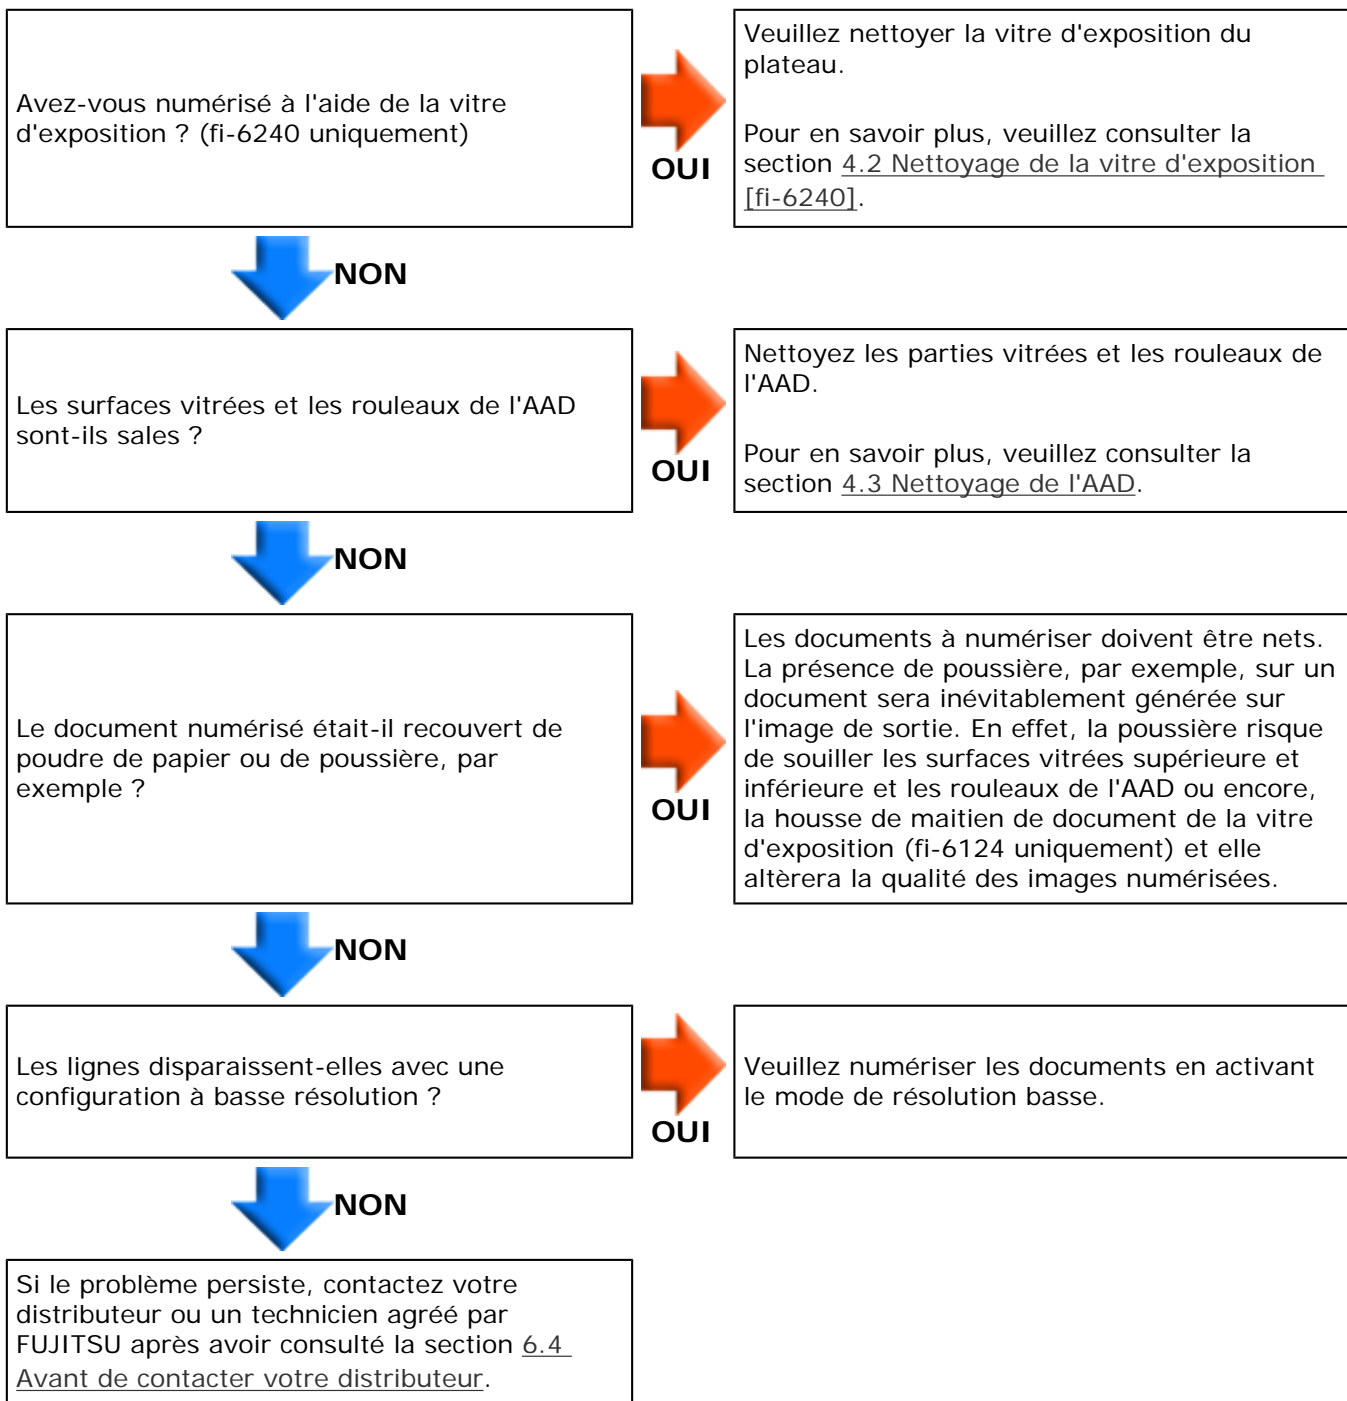 Avez-vous numérisé à l'aide de la vitre
d'exposition ? (fi-6240 uniquement)
OUI
Veuillez nettoyer la vitre d'exposition du
plateau.
Pour en savoir plus, veuillez consulter la
section 4.2 Nettoyage de la vitre d'exposition
[fi-6240].
NON
Les surfaces vitrées et les rouleaux de l'AAD
sont-ils sales ?
OUI
Nettoyez les parties vitrées et les rouleaux de
l'AAD.
Pour en savoir plus, veuillez consulter la
section 4.3 Nettoyage de l'AAD.
NON
Le document numérisé était-il recouvert de
poudre de papier ou de poussière, par
exemple ?
OUI
Les documents à numériser doivent être nets.
La présence de poussière, par exemple, sur un
document sera inévitablement générée sur
l'image de sortie. En effet, la poussière risque
de souiller les surfaces vitrées supérieure et
inférieure et les rouleaux de l'AAD ou encore,
la housse de maitien de document de la vitre
d'exposition (fi-6124 uniquement) et elle
altèrera la qualité des images numérisées.
NON
Les lignes disparaissent-elles avec une
configuration à basse résolution ?
OUI
Veuillez numériser les documents en activant
le mode de résolution basse.
NON
Si le problème persiste, contactez votre
distributeur ou un technicien agréé par
FUJITSU après avoir consulté la section 6.4
Avant de contacter votre distributeur.